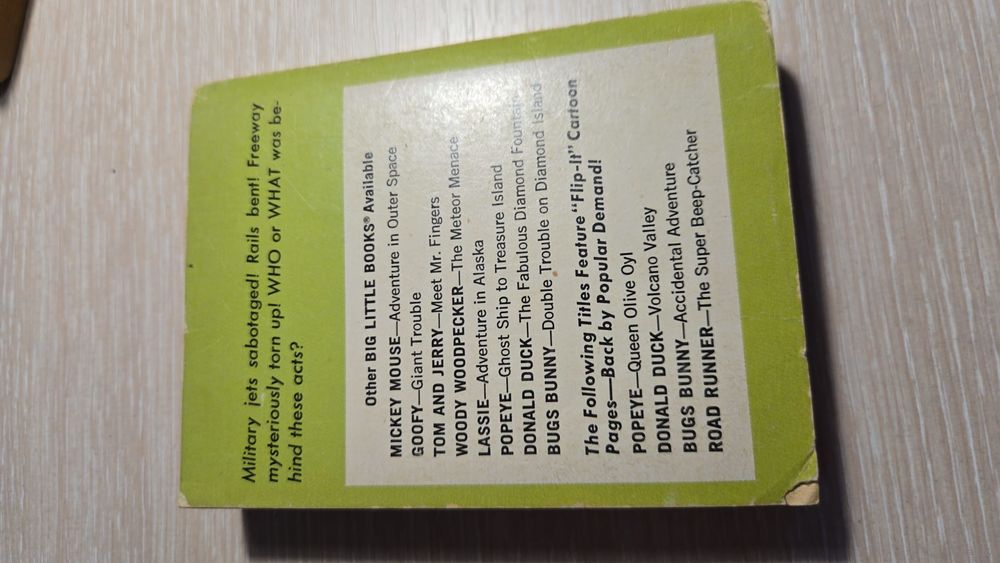 Military jets sabotaged! Rails bent! Freeway
mysteriously torn up! WHO or WHAT was be-
hind these acts?
Other BIG LITTLE BOOKS® Available
MICKEY MOUSE—Adventure in Outer Space
GOOFY—Giant Trouble
TOM AND JERRY—Meet Mr. Fingers
WOODY WOODPECKER—The Meteor Menace
LASSIE—Adventure in Alaska
POPEYE—Ghost Ship to Treasure Island
DONALD DUCK—The Fabulous Diamond Fountain
BUGS BUNNY—Double Trouble on Diamond Island
The Following Titles Feature "Flip-It" Cartoon
Pages—Back by Popular Demand!
POPEYE—Queen Olive Oyl
DONALD DUCK—Volcano Valley
BUGS BUNNY—Accidental Adventure
ROAD RUNNER—The Super Beep-Catcher